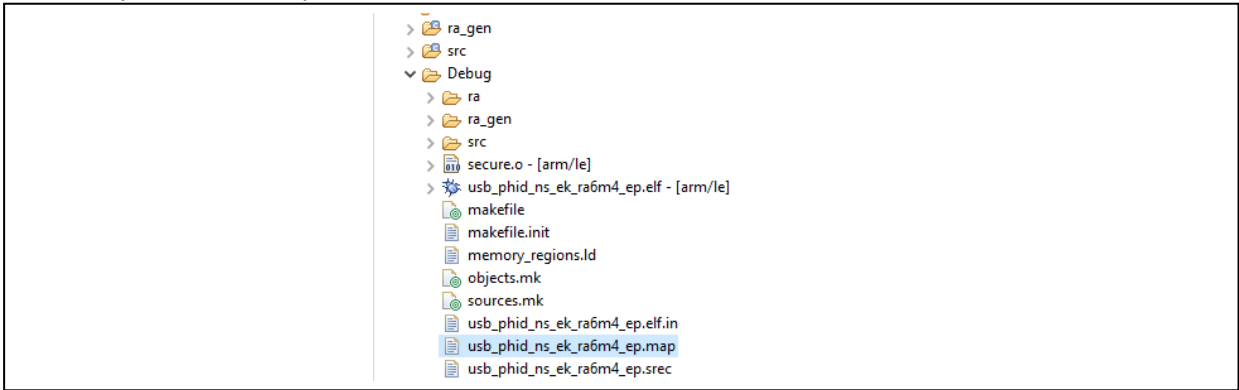 ra_gen
src
Debug
ra
ra_gen
src
secure.o - [arm/le]
usb_phid_ns_ek_ra6m4_ep.elf - [arm/le]
makefile
makefile.init
memory_regions.ld
objects.mk
sources.mk
usb_phid_ns_ek_ra6m4_ep.elf.in
usb_phid_ns_ek_ra6m4_ep.map
usb_phid_ns_ek_ra6m4_ep.srec